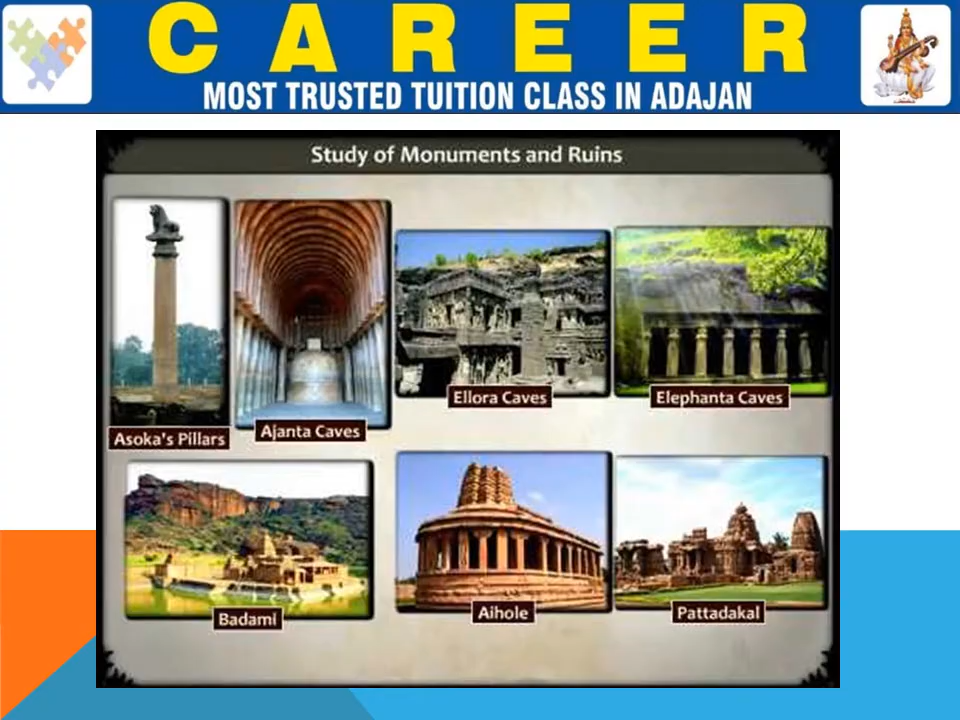 CAREER
MOST TRUSTED TUITION CLASS IN ADAJAN
Study of Monuments and Ruins
Asoka's Pillars
Ajanta Caves
Ellora Caves
Elephanta Caves
Badami
Aihole
Pattadakal